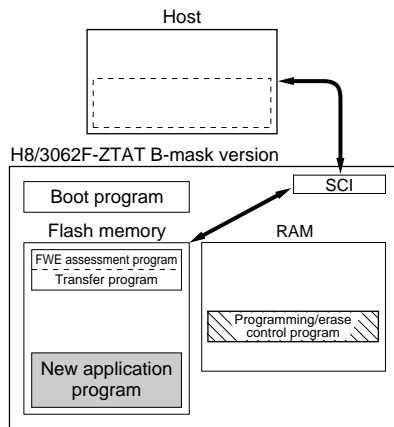 Host
H8/3062F-ZTAT B-mask version
Boot program
SCI
Flash memory
RAM
FWE assessment program
Transfer program
Programming/erase
control program
New application
program